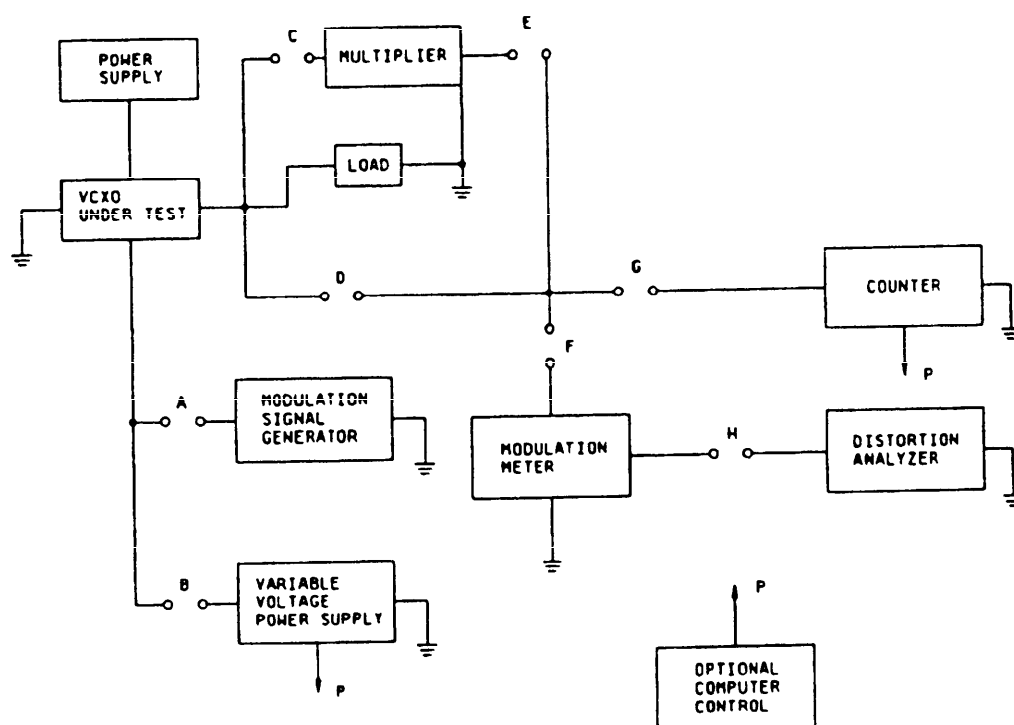 C
E
POWER
SUPPLY
MULTIPLIER
LOAD
VCXO
UNDER TEST
D
G
COUNTER
F
P
A
MODULATION
SIGNAL
GENERATOR
H
MODULATION
METER
DISTORTION
ANALYZER
B
VARIABLE
VOLTAGE
POWER SUPPLY
P
P
OPTIONAL
COMPUTER
CONTROL